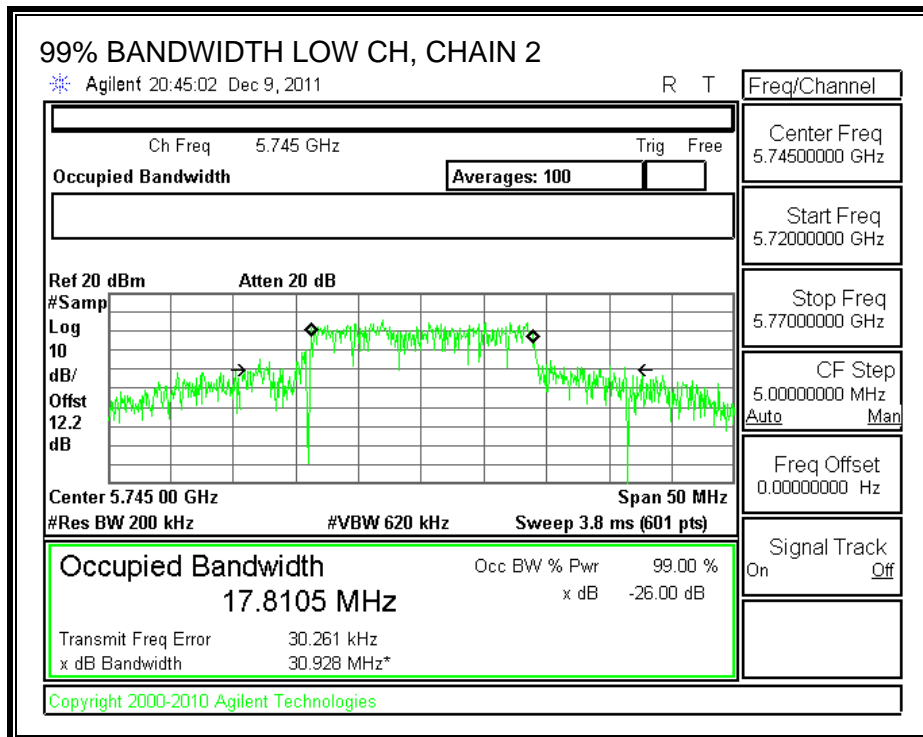 99% BANDWIDTH LOW CH, CHAIN 2
Agilent 20:45:02 Dec 9, 2011 R T Freq/Channel
Ch Freq 5.745 GHz Trig Free
Occupied Bandwidth Averages: 100
Center Freq
5.74500000 GHz
Start Freq
5.72000000 GHz
Stop Freq
5.77000000 GHz
CF Step
5.00000000 MHz
Auto Man
Freq Offset
0.00000000 Hz
Signal Track
On Off
Ref 20 dBm Atten 20 dB
#Samp
Log
10
dB/
Offst
12.2
dB
Center 5.745 00 GHz Span 50 MHz
#Res BW 200 kHz #VBW 620 kHz Sweep 3.8 ms (601 pts)
Occupied Bandwidth Occ BW % Pwr 99.00 %
17.8105 MHz x dB -26.00 dB
Transmit Freq Error 30.261 kHz
x dB Bandwidth 30.928 MHz*
Copyright 2000-2010 Agilent Technologies